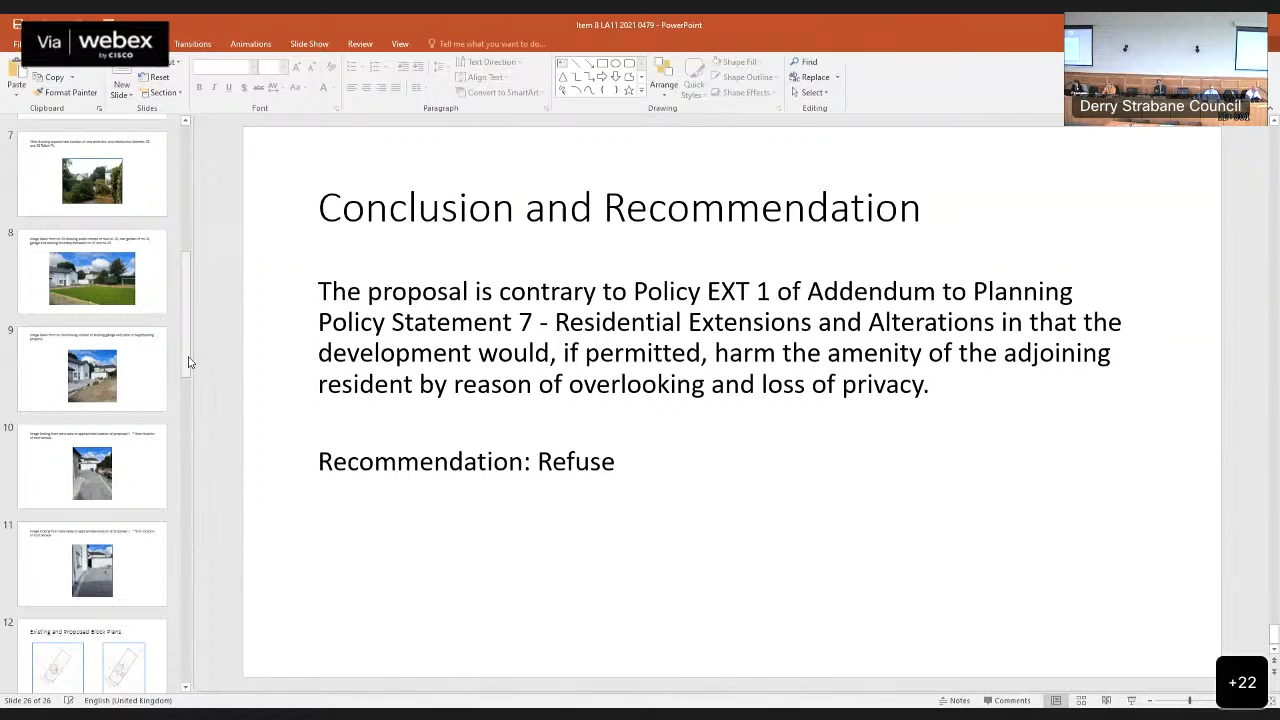 Item 8 LA11 2021 0479 - PowerPoint
Via webex
by CISCO
Transitions Animations Slide Show Review View Tell me what you want to do...
Paste Copy Format Painter
Clipboard
New Slide Section
Slides
Font
Text Direction
Align Text
Convert to SmartArt
Paragraph
Arrange Quick Styles
Shape Fill
Shape Outline
Shape Effects
Drawing
Find
Replace
Select
Editing
Derry Strabane Council
7
8
9
10
11
12
Existing and Proposed Block Plans
Conclusion and Recommendation
The proposal is contrary to Policy EXT 1 of Addendum to Planning
Policy Statement 7 - Residential Extensions and Alterations in that the
development would, if permitted, harm the amenity of the adjoining
resident by reason of overlooking and loss of privacy.
Recommendation: Refuse
+22
Slide 26 of 26 English (United Kingdom) Notes Comments